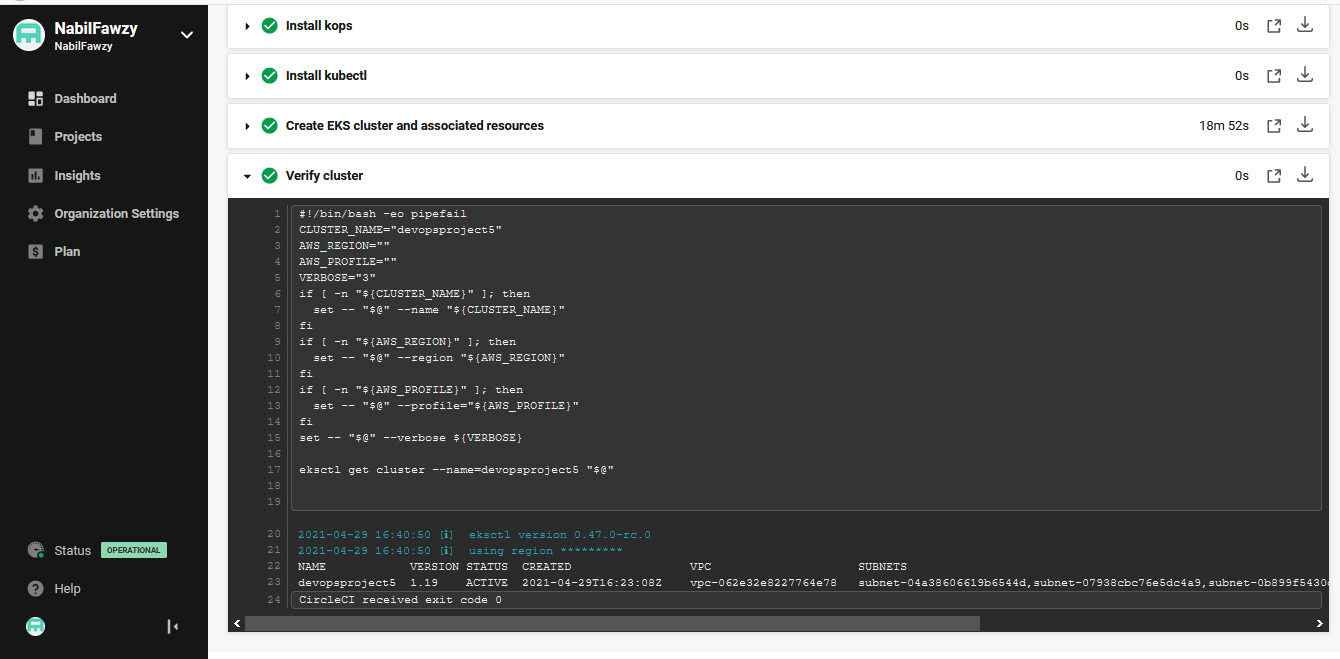 NabilFawzy
NabilFawzy
Dashboard
Projects
Insights
Organization Settings
Plan
Status OPERATIONAL
Help
Install kops 0s
Install kubectl 0s
Create EKS cluster and associated resources 18m 52s
Verify cluster 0s
1 #!/bin/bash -eo pipefail
2 CLUSTER_NAME="devopsproject5"
3 AWS_REGION=""
4 AWS_PROFILE=""
5 VERBOSE="3"
6 if [ -n "${CLUSTER_NAME}" ]; then
7 set -- "$@" --name "${CLUSTER_NAME}"
8 fi
9 if [ -n "${AWS_REGION}" ]; then
10 set -- "$@" --region "${AWS_REGION}"
11 fi
12 if [ -n "${AWS_PROFILE}" ]; then
13 set -- "$@" --profile="${AWS_PROFILE}"
14 fi
15 set -- "$@" --verbose ${VERBOSE}
16
17 eksctl get cluster --name=devopsproject5 "$@"
18
19
20 2021-04-29 16:40:50 [i] eksctl version 0.47.0-rc.0
21 2021-04-29 16:40:50 [i] using region *********
22 NAME VERSION STATUS CREATED VPC SUBNETS
23 devopsproject5 1.19 ACTIVE 2021-04-29T16:23:08Z vpc-062e32e8227764e78 subnet-04a38606619b6544d,subnet-07938cbc76e5dc4a9,subnet-0b899f5430
24 CircleCI received exit code 0